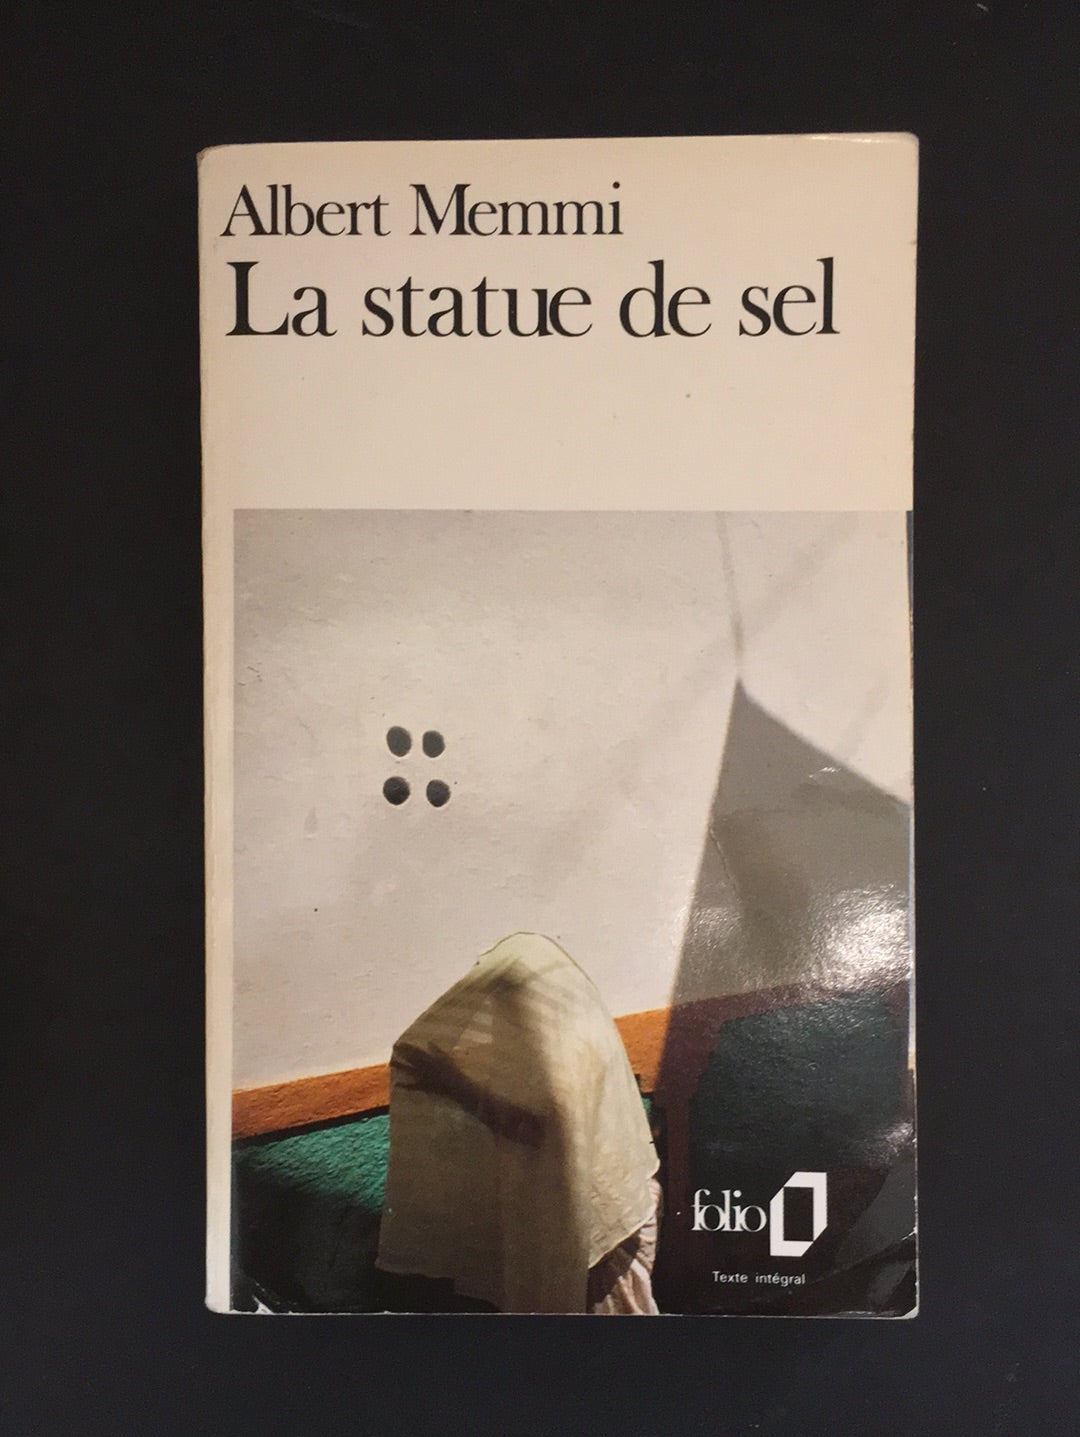 Albert Memmi
La statue de sel
folio
Texte intégral